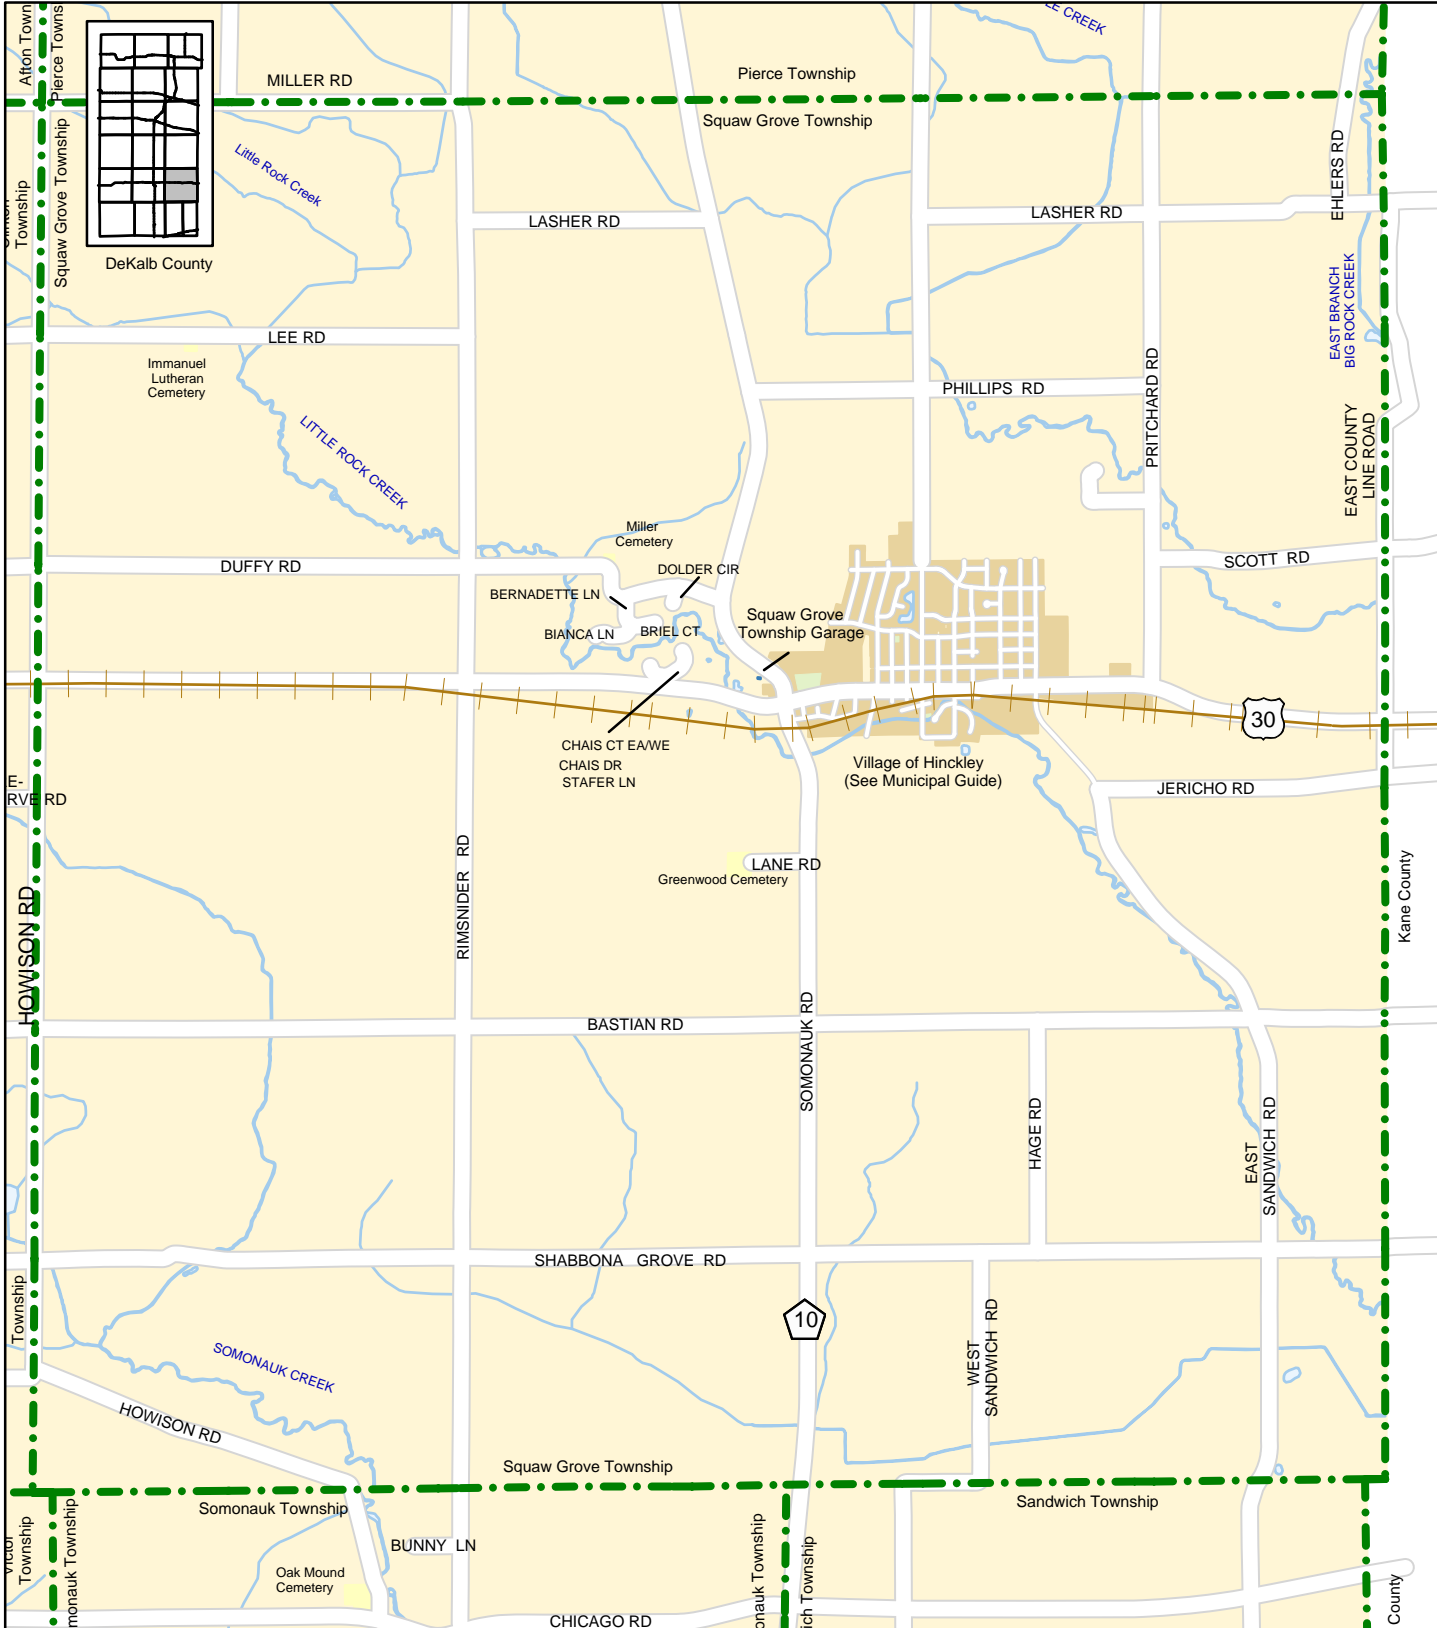 LE CREEK
Afton Town
Pierce Towns
MILLER RD
Pierce Township
Squaw Grove Township
Township
Squaw Grove Township
Little Rock Creek
DeKalb County
LASHER RD
LASHER RD
EHLERS RD
EAST BRANCH
BIG ROCK CREEK
LEE RD
Immanuel
Lutheran
Cemetery
PHILLIPS RD
PRITCHARD RD
LITTLE ROCK CREEK
EAST COUNTY
LINE ROAD
Miller
Cemetery
DUFFY RD
DOLDER CIR
SCOTT RD
BERNADETTE LN
BIANCA LN
BRIEL CT
Squaw Grove
Township Garage
30
CHAIS CT EA/WE
CHAIS DR
STAFER LN
Village of Hinckley
(See Municipal Guide)
E-
RVE RD
JERICHO RD
RIMSNIDER RD
LANE RD
Greenwood Cemetery
Kane County
HOWISON RD
BASTIAN RD
SOMONAUK RD
HAGE RD
EAST
SANDWICH RD
SHABBONA GROVE RD
Township
10
WEST
SANDWICH RD
SOMONAUK CREEK
HOWISON RD
Squaw Grove Township
Somonauk Township
Sandwich Township
Township
monauk Township
BUNNY LN
Oak Mound
Cemetery
onauk Township
ich Township
CHICAGO RD
County